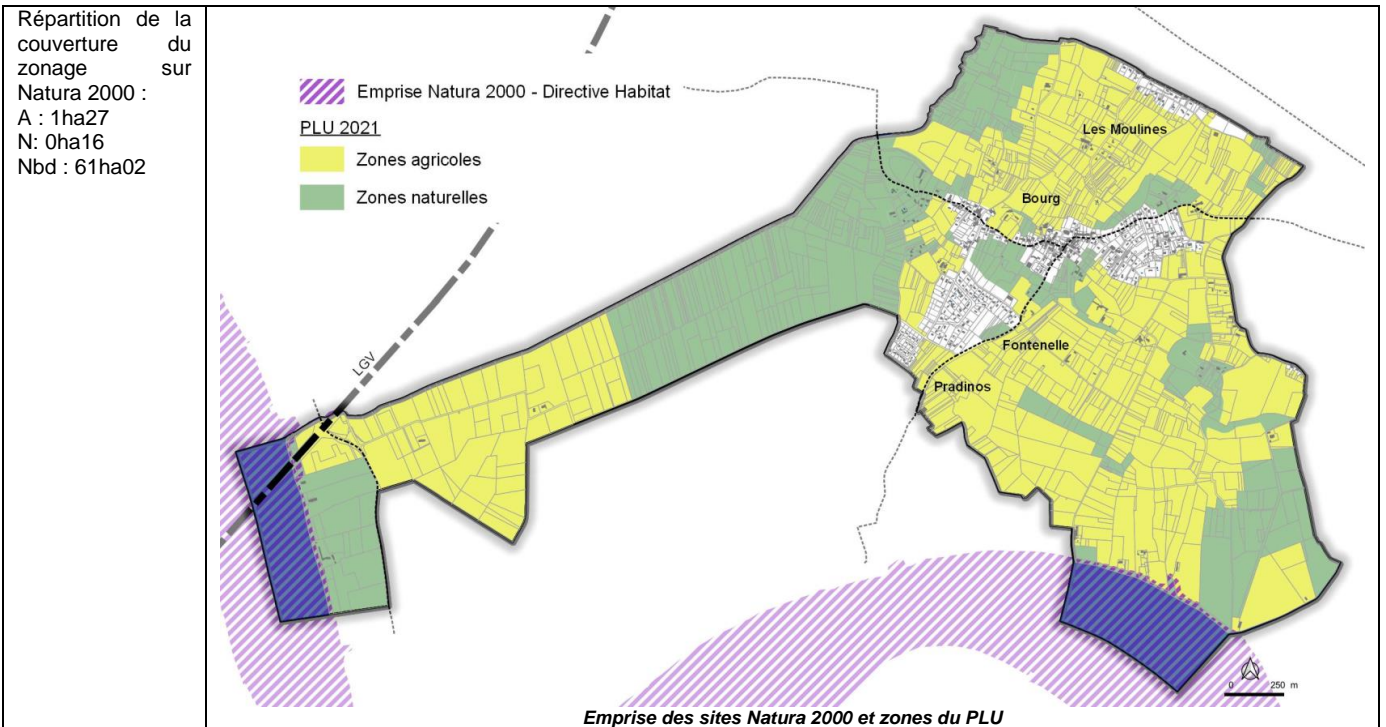 Répartition de la
couverture du
zonage sur
Natura 2000 :
A : 1ha27
N: 0ha16
Nbd : 61ha02
Emprise Natura 2000 - Directive Habitat
PLU 2021
Zones agricoles
Zones naturelles
Les Moulines
Bourg
Fontenelle
Pradinos
LGV
0 250 m
Emprise des sites Natura 2000 et zones du PLU